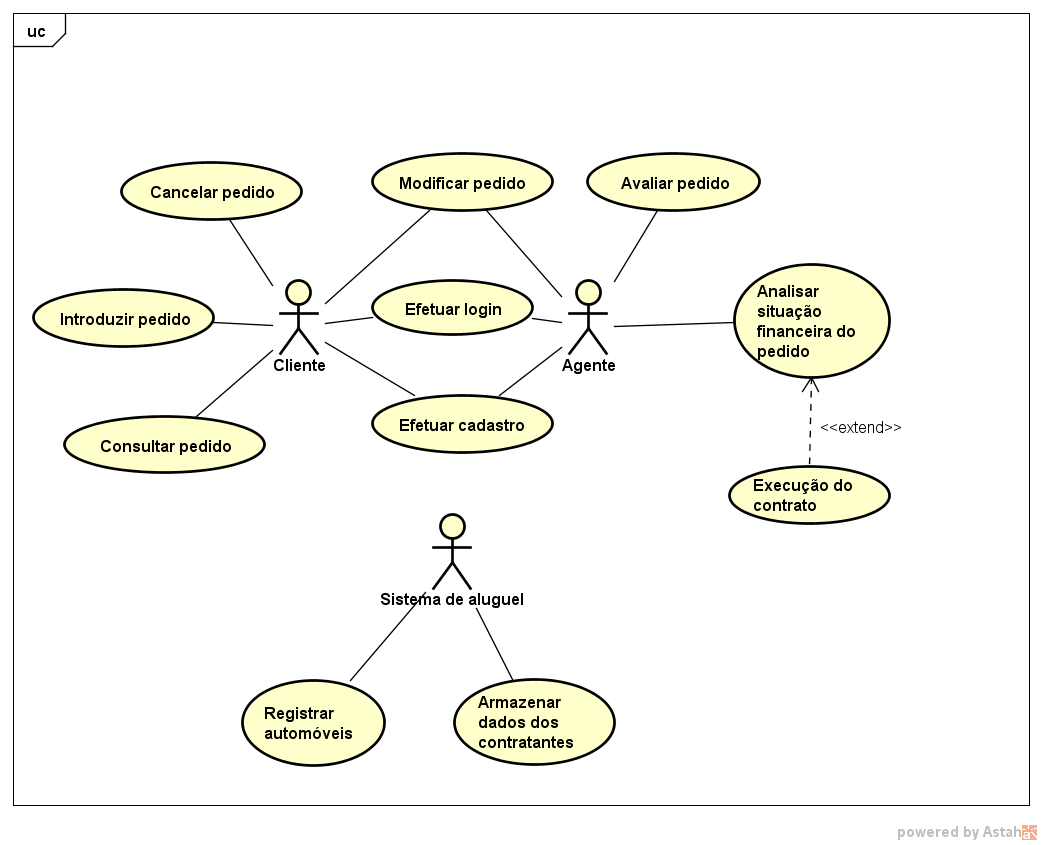 uc
Cancelar pedido
Modificar pedido
Avaliar pedido
Introduzir pedido
Efetuar login
Analisar
situação
financeira do
pedido
Cliente
Agente
Consultar pedido
Efetuar cadastro
<<extend>>
Execução do
contrato
Sistema de aluguel
Registrar
automóveis
Armazenar
dados dos
contratantes
powered by Astah